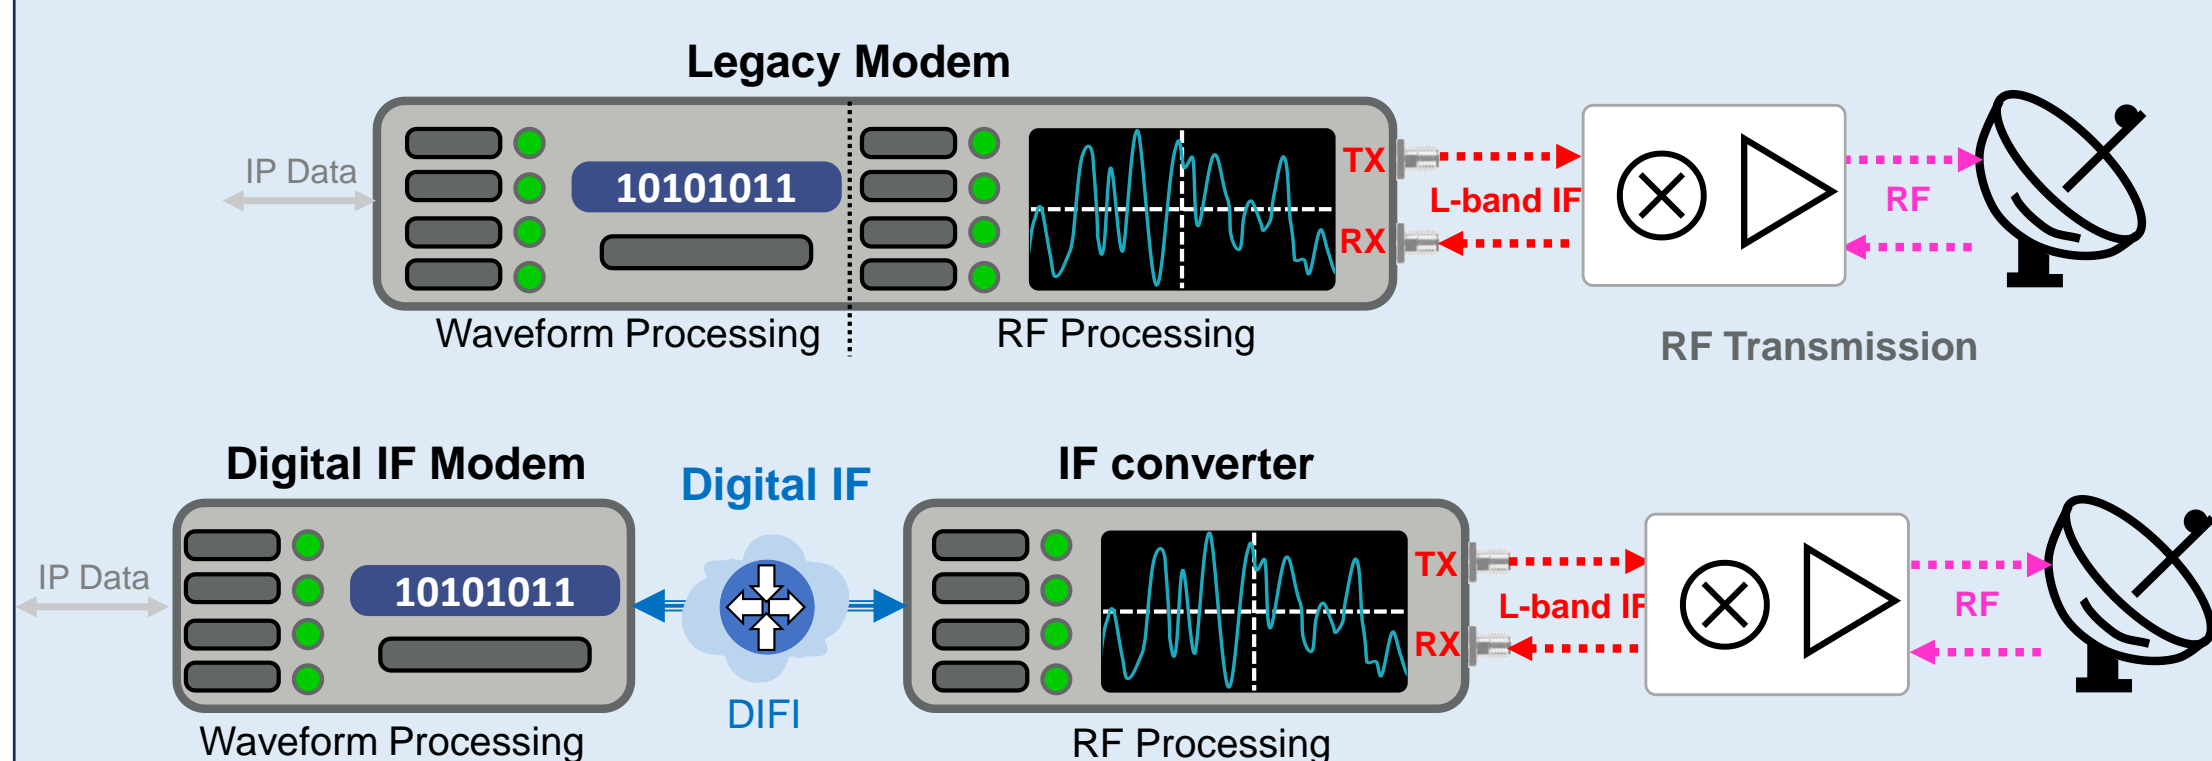 Legacy Modem
IP Data
10101011
TX
L-band IF
RX
RF
Waveform Processing
RF Processing
RF Transmission
Digital IF Modem
Digital IF
IF converter
IP Data
10101011
TX
L-band IF
RX
RF
DIFI
Waveform Processing
RF Processing